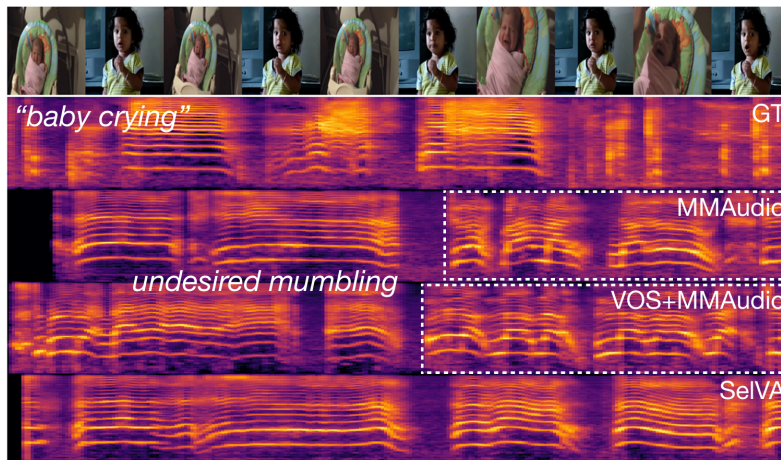 “baby crying”
GT
MMAudio
undesired mumbling
VOS+MMAudio
SelVA